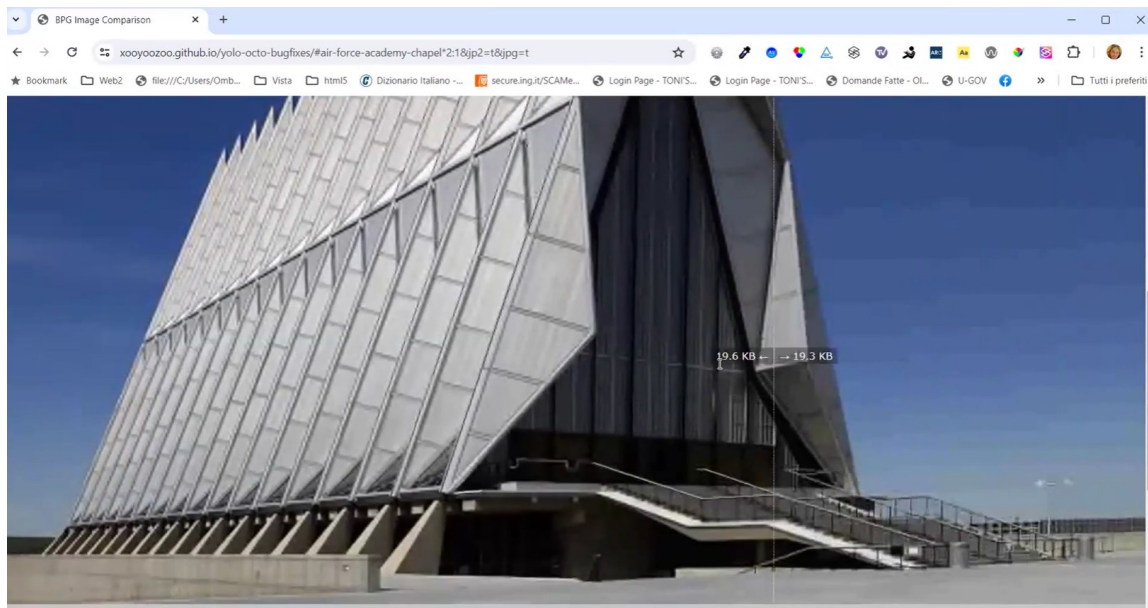 BPG Image Comparison
xooyoozoo.github.io/yolo-octo-bugfixes/#air-force-academy-chapel*2:1&jp2=t&jpg=t
Bookmark Web2 file:///C:/Users/Omb... Vista html5 Dizionario Italiano -... secure.ing.it/SCAMe... Login Page - TONI'S... Login Page - TONI'S... Domande Fatte - Ol... U-GOV » Tutti i preferiti
19.6 KB ← → 19.3 KB